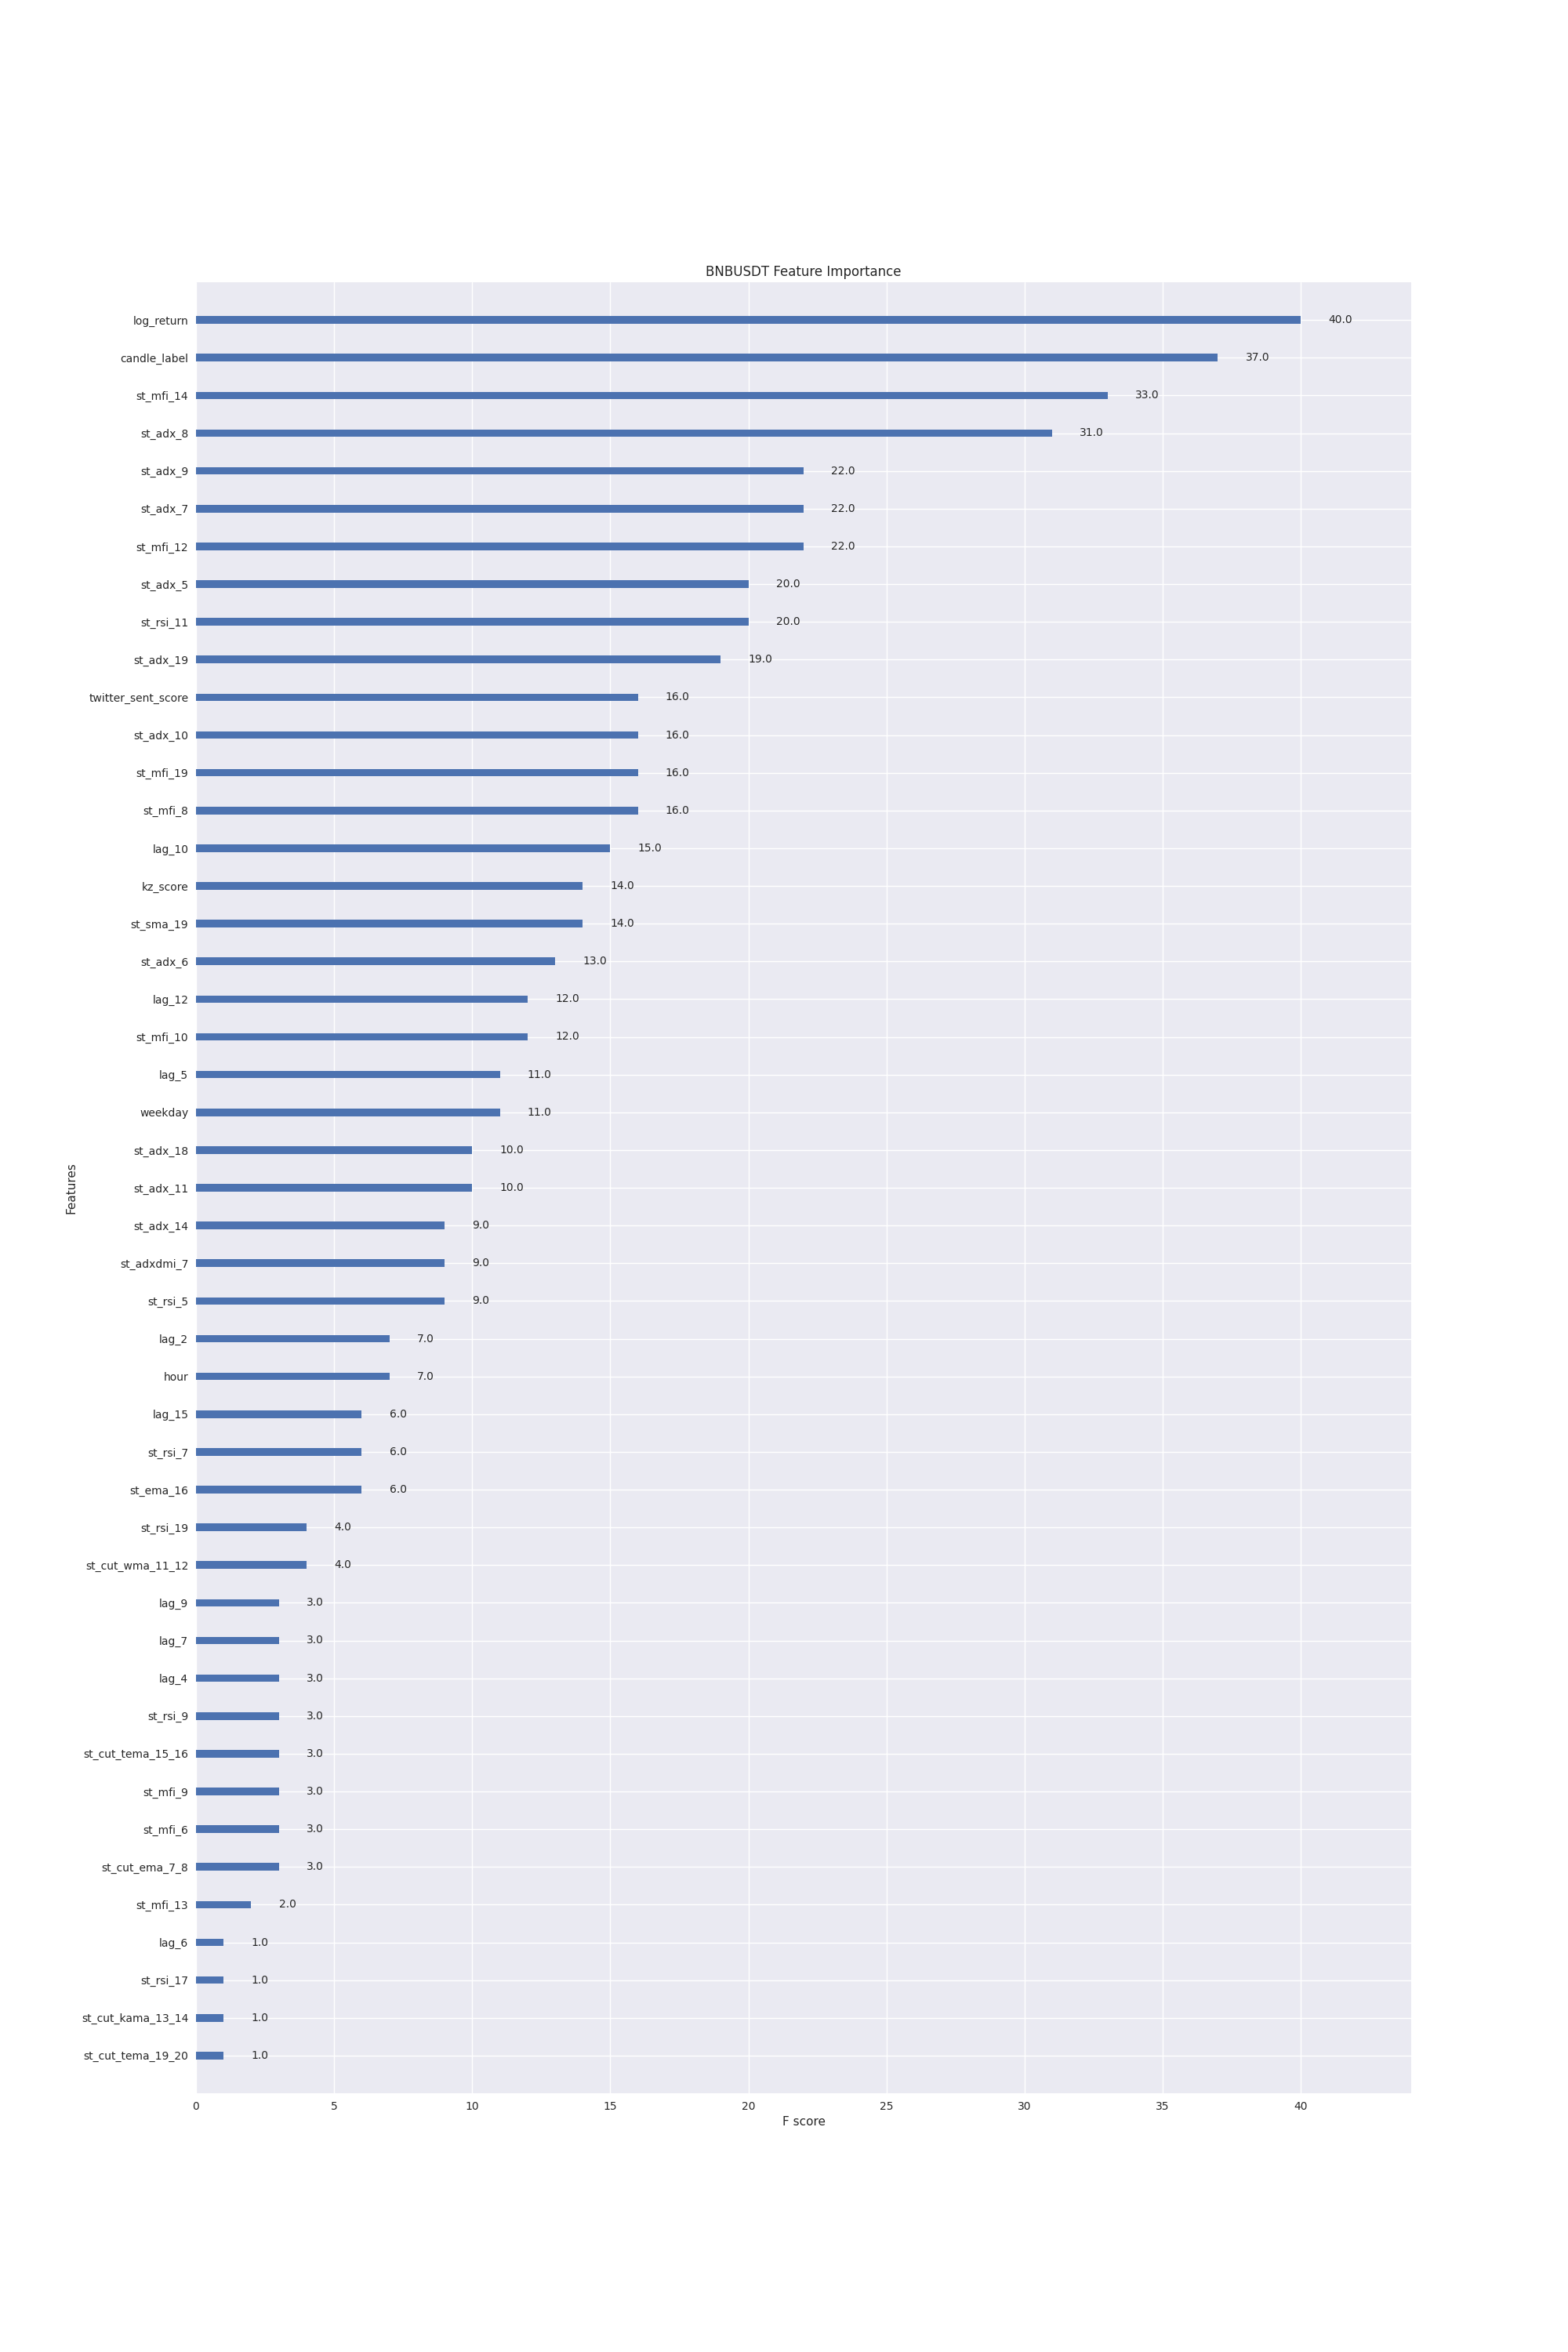 BNBUSDT Feature Importance
log_return 40.0
candle_label 37.0
st_mfi_14 33.0
st_adx_8 31.0
st_adx_9 22.0
st_adx_7 22.0
st_mfi_12 22.0
st_adx_5 20.0
st_rsi_11 20.0
st_adx_19 19.0
twitter_sent_score 16.0
st_adx_10 16.0
st_mfi_19 16.0
st_mfi_8 16.0
lag_10 15.0
kz_score 14.0
st_sma_19 14.0
st_adx_6 13.0
lag_12 12.0
st_mfi_10 12.0
lag_5 11.0
weekday 11.0
st_adx_18 10.0
Features
st_adx_11 10.0
st_adx_14 9.0
st_adxdmi_7 9.0
st_rsi_5 9.0
lag_2 7.0
hour 7.0
lag_15 6.0
st_rsi_7 6.0
st_ema_16 6.0
st_rsi_19 4.0
st_cut_wma_11_12 4.0
lag_9 3.0
lag_7 3.0
lag_4 3.0
st_rsi_9 3.0
st_cut_tema_15_16 3.0
st_mfi_9 3.0
st_mfi_6 3.0
st_cut_ema_7_8 3.0
st_mfi_13 2.0
lag_6 1.0
st_rsi_17 1.0
st_cut_kama_13_14 1.0
st_cut_tema_19_20 1.0
0 5 10 15 20 25 30 35 40
F score